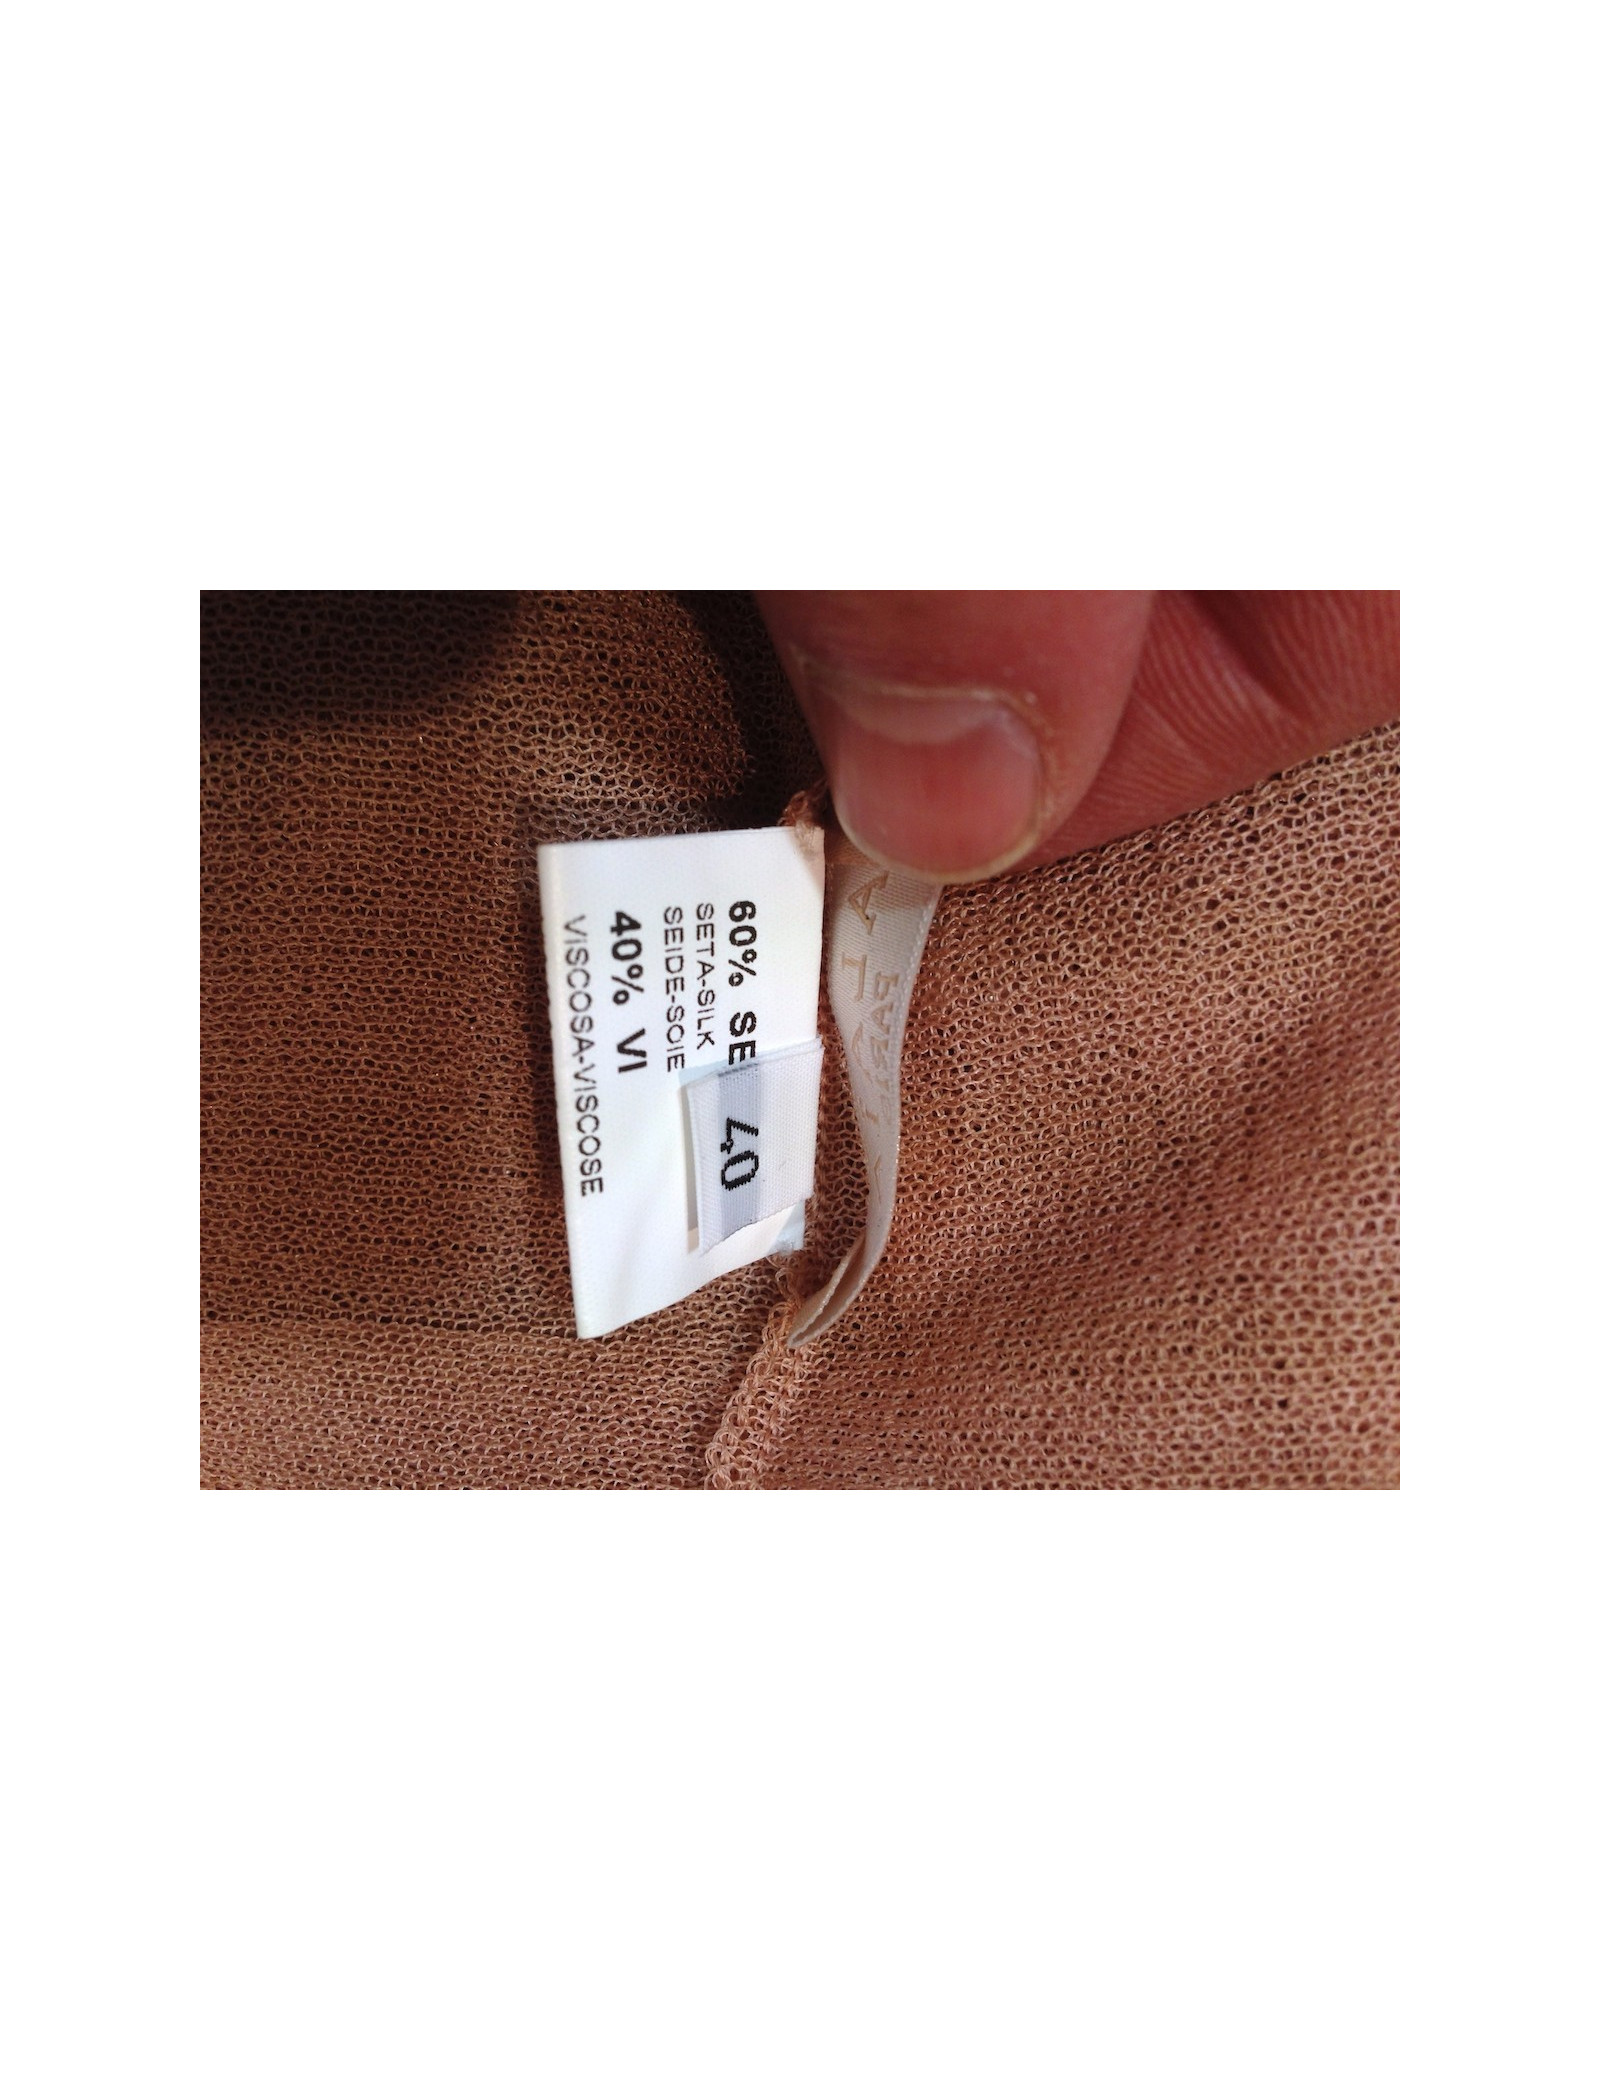 60% SE
SETA-SILK
SEIDE-SOIE
40% VI
VISCOSA-VISCOSE
40